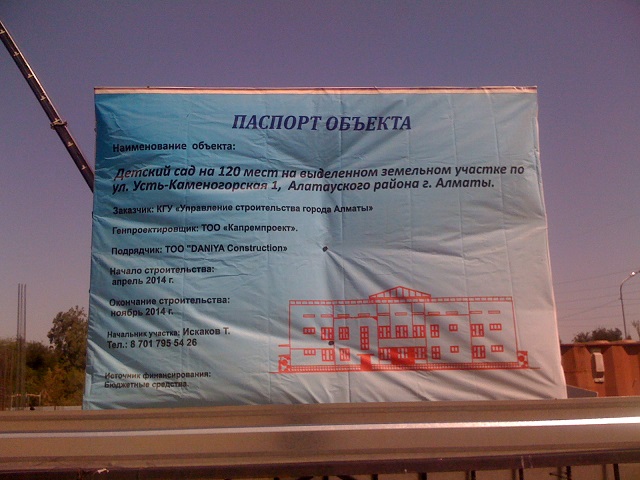 ПАСПОРТ ОБЪЕКТА
Наименование объекта:
Детский сад на 120 мест на выделенном земельном участке по
ул. Усть-Каменогорская 1, Алатауского района г. Алматы.
Заказчик: КГУ «Управление строительства города Алматы»
Генпроектировщик: ТОО «Капремпроект».
Подрядчик: ТОО "DANIYA Construction»
Начало строительства:
апрель 2014 г.
Окончание строительства:
ноябрь 2014 г.
Начальник участка: Искаков Т.
Тел.: 8 701 795 54 26
Источник финансирования:
Бюджетные средства.